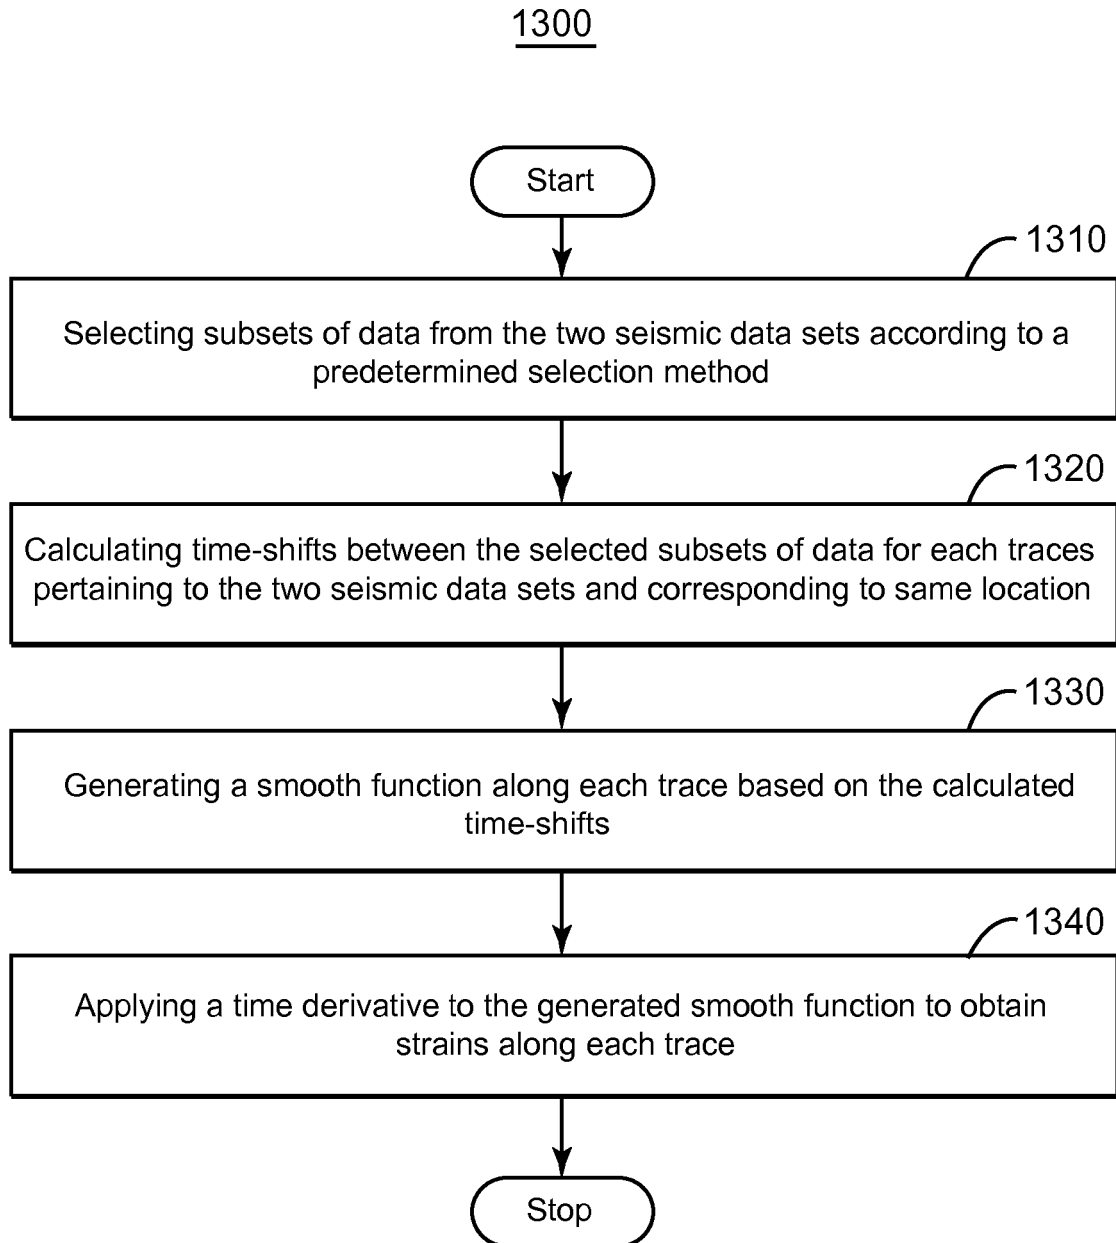 1300
Start
1310
Selecting subsets of data from the two seismic data sets according to a
predetermined selection method
1320
Calculating time-shifts between the selected subsets of data for each traces
pertaining to the two seismic data sets and corresponding to same location
1330
Generating a smooth function along each trace based on the calculated
time-shifts
1340
Applying a time derivative to the generated smooth function to obtain
strains along each trace
Stop